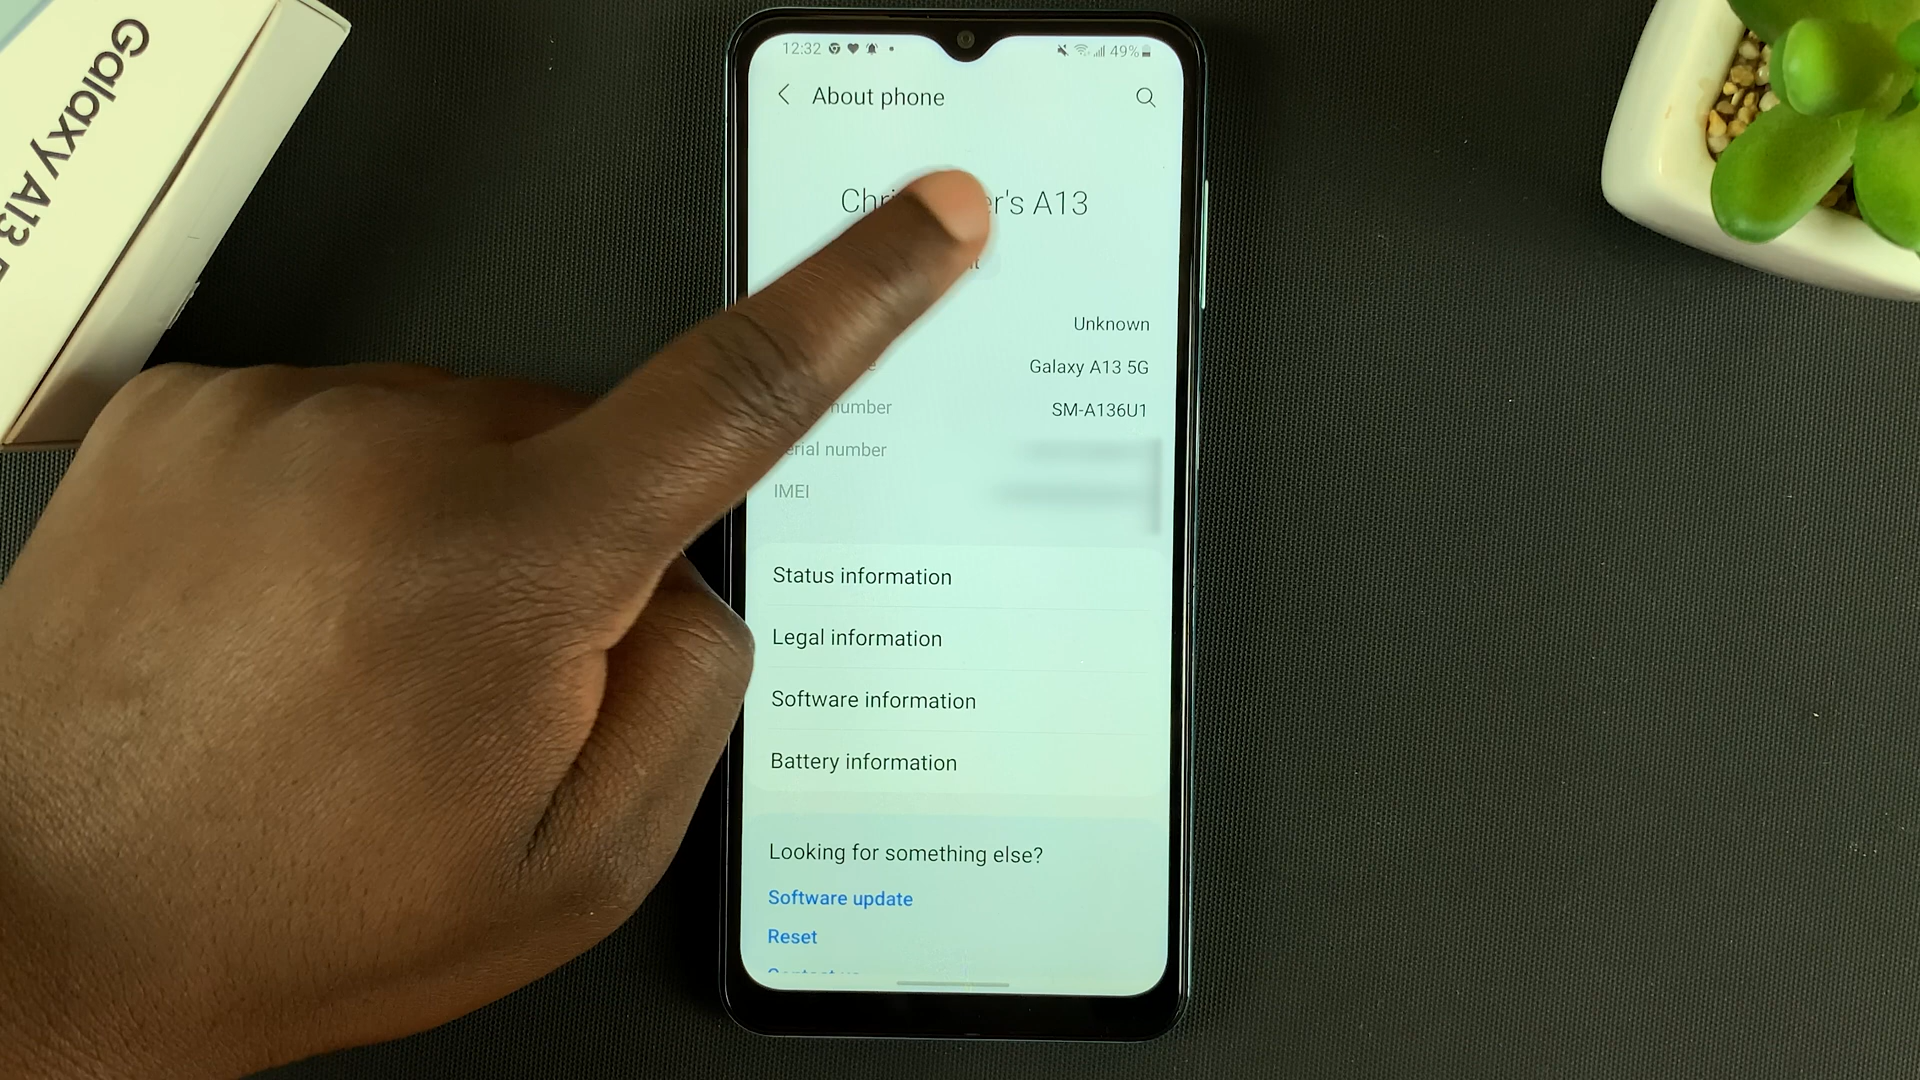 Galaxy A13
12:32
49%
About phone
er's A13
Unknown
Galaxy A13 5G
number
SM-A136U1
erial number
IMEI
Status information
Legal information
Software information
Battery information
Looking for something else?
Software update
Reset